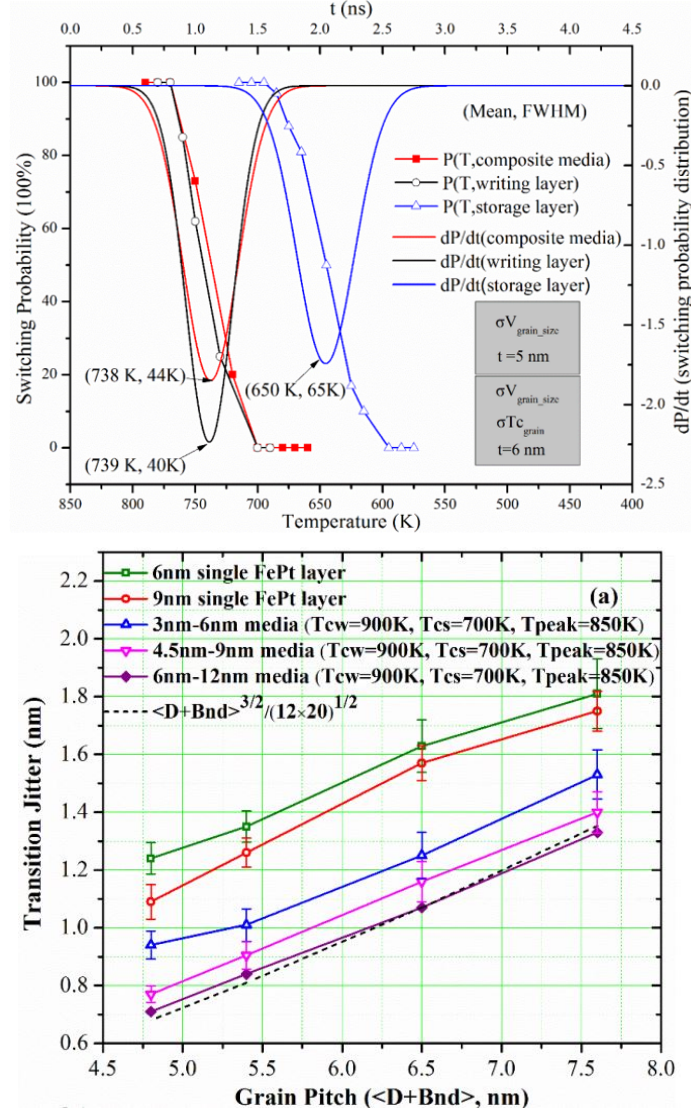 t (ns)
0.0 0.5 1.0 1.5 2.0 2.5 3.0 3.5 4.0 4.5
100
80
60
40
20
0
Switching Probability (100%)
0.0
-0.5
-1.0
-1.5
-2.0
-2.5
dP/dt (switching probability distribution)
(Mean, FWHM)
P(T,composite media)
P(T,writing layer)
P(T,storage layer)
dP/dt(composite media)
dP/dt(writing layer)
dP/dt(storage layer)
σV_grain_size
t =5 nm
σV_grain_size
σTc_grain
t=6 nm
(738 K, 44K)
(650 K, 65K)
(739 K, 40K)
850 800 750 700 650 600 550 500 450 400
Temperature (K)
2.2
2.0
1.8
1.6
1.4
1.2
1.0
0.8
0.6
Transition Jitter (nm)
6nm single FePt layer
9nm single FePt layer
(a)
3nm-6nm media (Tcw=900K, Tcs=700K, Tpeak=850K)
4.5nm-9nm media (Tcw=900K, Tcs=700K, Tpeak=850K)
6nm-12nm media (Tcw=900K, Tcs=700K, Tpeak=850K)
<D+Bnd>^3/2/(12×20)^1/2
4.5 5.0 5.5 6.0 6.5 7.0 7.5 8.0
Grain Pitch (<D+Bnd>, nm)